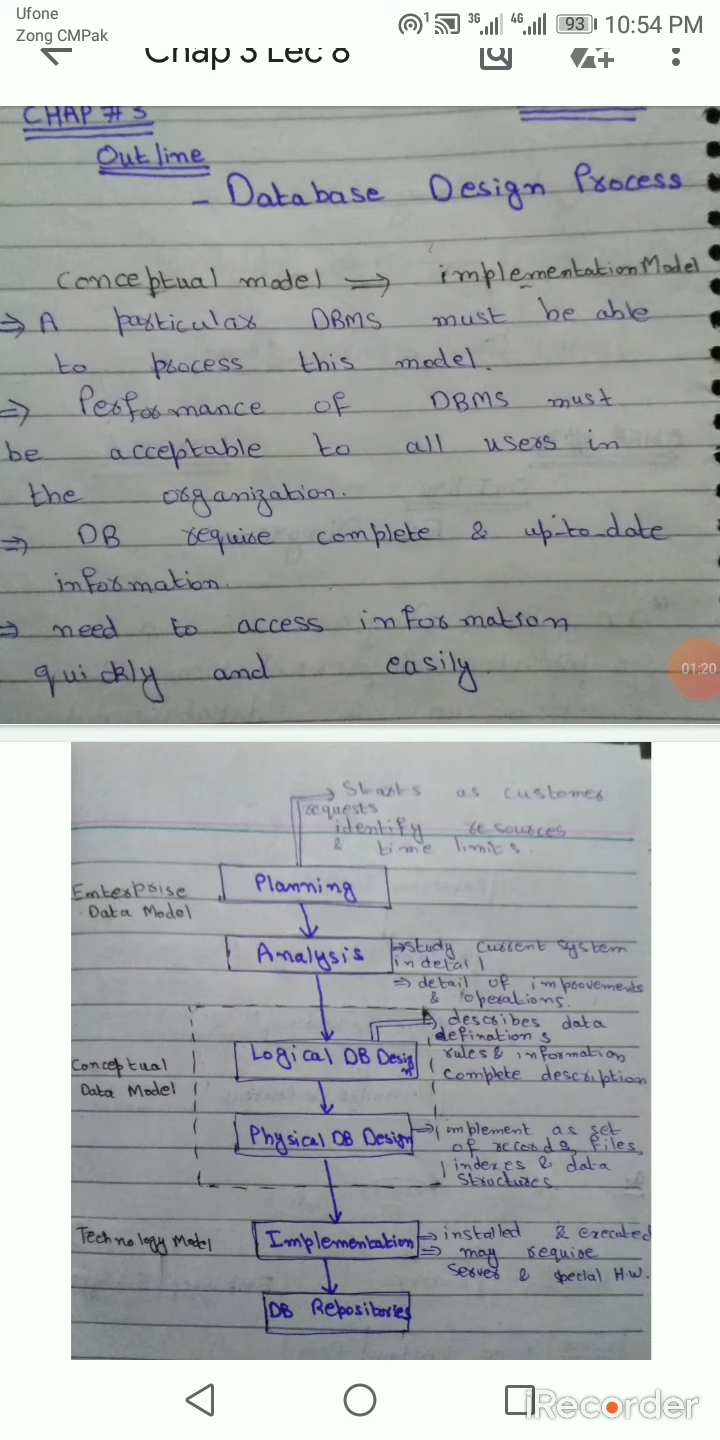 Ufone
Zong CMPak
1 3G 4G 93 10:54 PM
Chap 3 Lec 8
CHAP # 3
Outline
- Database Design Process
Conceptual model ⇒ implementation Model
⇒ A particular DBMS must be able
to process this model.
⇒ Performance of DBMS must
be acceptable to all users in
the organization.
⇒ DB require complete & up-to-date
information.
⇒ need to access information
quickly and easily
01:20
→ Starts as customer
requests
identify resources
& time limits.
Planning
Enterprise
Data Model
Analysis
→ study current system
in detail
⇒ detail of improvements
& operations.
→ describes data
definations
rules & information
complete description
Logical DB Design
Conceptual
Data Model
Physical DB Design
⇒ implement as set
of records, files
indexes & data
structures
Technology Model
Implementation
⇒ installed & executed
⇒ may require
server & special H.W.
DB Repositories
iRecorder